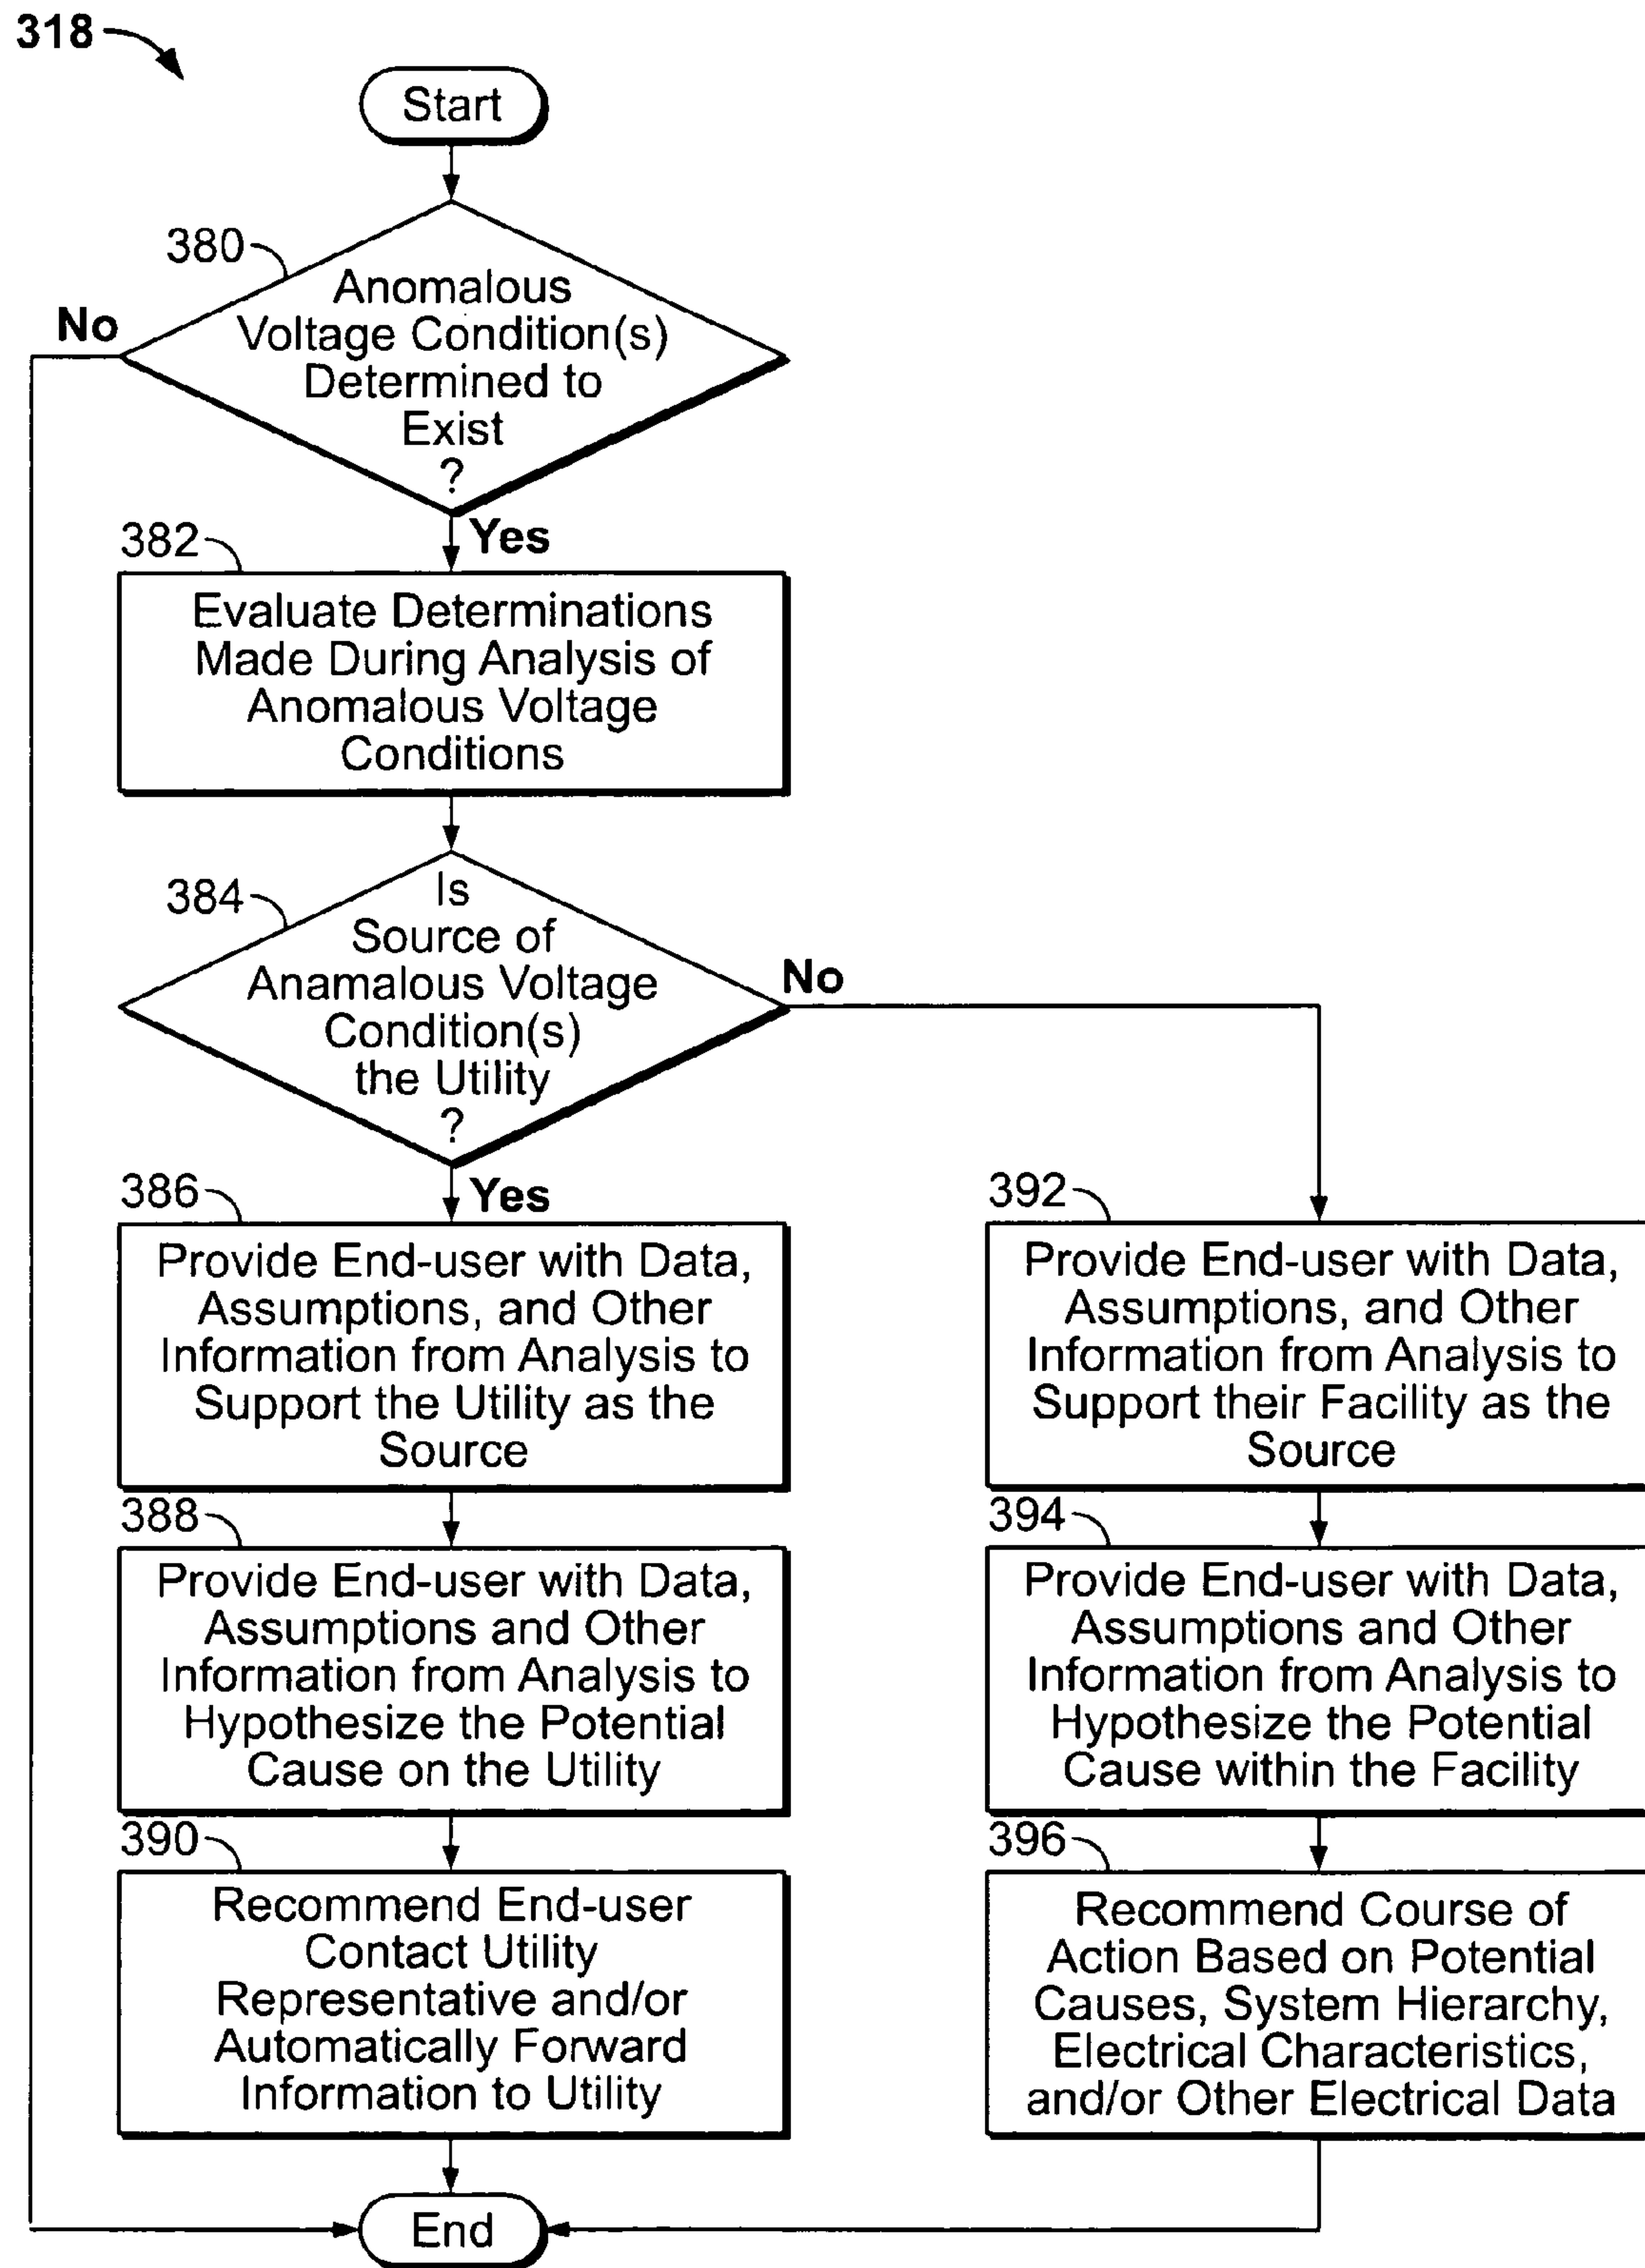 318
Start
380
Anomalous
Voltage Condition(s)
Determined to
Exist
?
No
Yes
382
Evaluate Determinations
Made During Analysis of
Anomalous Voltage
Conditions
384
Is
Source of
Anamalous Voltage
Condition(s)
the Utility
?
No
Yes
386
Provide End-user with Data,
Assumptions, and Other
Information from Analysis to
Support the Utility as the
Source
388
Provide End-user with Data,
Assumptions and Other
Information from Analysis to
Hypothesize the Potential
Cause on the Utility
390
Recommend End-user
Contact Utility
Representative and/or
Automatically Forward
Information to Utility
392
Provide End-user with Data,
Assumptions, and Other
Information from Analysis to
Support their Facility as the
Source
394
Provide End-user with Data,
Assumptions and Other
Information from Analysis to
Hypothesize the Potential
Cause within the Facility
396
Recommend Course of
Action Based on Potential
Causes, System Hierarchy,
Electrical Characteristics,
and/or Other Electrical Data
End